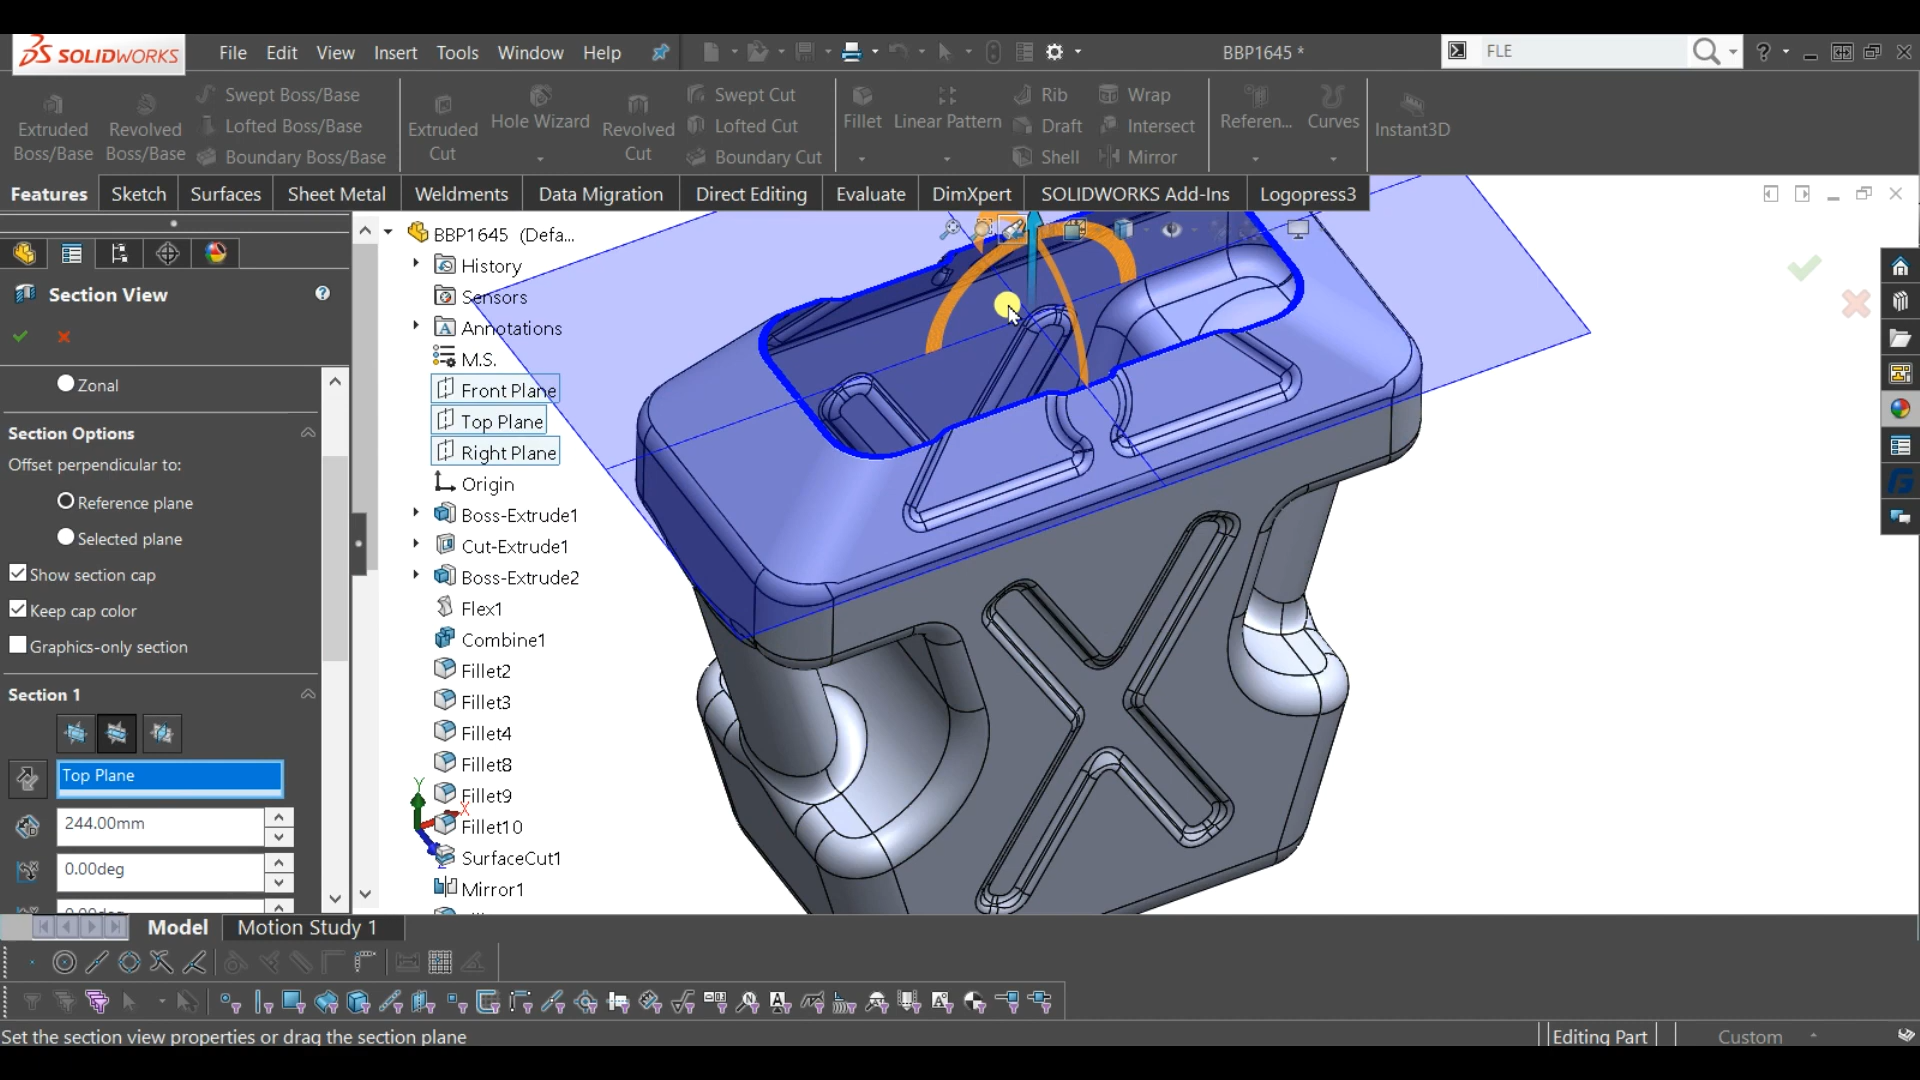 SOLIDWORKS File Edit View Insert Tools Window Help BBP1645 * FLE ?
Extruded Boss/Base
Revolved Boss/Base
Swept Boss/Base
Lofted Boss/Base
Boundary Boss/Base
Extruded Cut
Hole Wizard
Revolved Cut
Swept Cut
Lofted Cut
Boundary Cut
Fillet
Linear Pattern
Rib
Draft
Shell
Wrap
Intersect
Mirror
Referen...
Curves
Instant3D
Features Sketch Surfaces Sheet Metal Weldments Data Migration Direct Editing Evaluate DimXpert SOLIDWORKS Add-Ins Logopress3
Section View
Zonal
Section Options
Offset perpendicular to:
Reference plane
Selected plane
Show section cap
Keep cap color
Graphics-only section
Section 1
Top Plane
244.00mm
0.00deg
0.00deg
BBP1645 (Defa...
History
Sensors
Annotations
M.S.
Front Plane
Top Plane
Right Plane
Origin
Boss-Extrude1
Cut-Extrude1
Boss-Extrude2
Flex1
Combine1
Fillet2
Fillet3
Fillet4
Fillet8
Fillet9
Fillet10
SurfaceCut1
Mirror1
Y
X
Z
Model Motion Study 1
Set the section view properties or drag the section plane Editing Part Custom